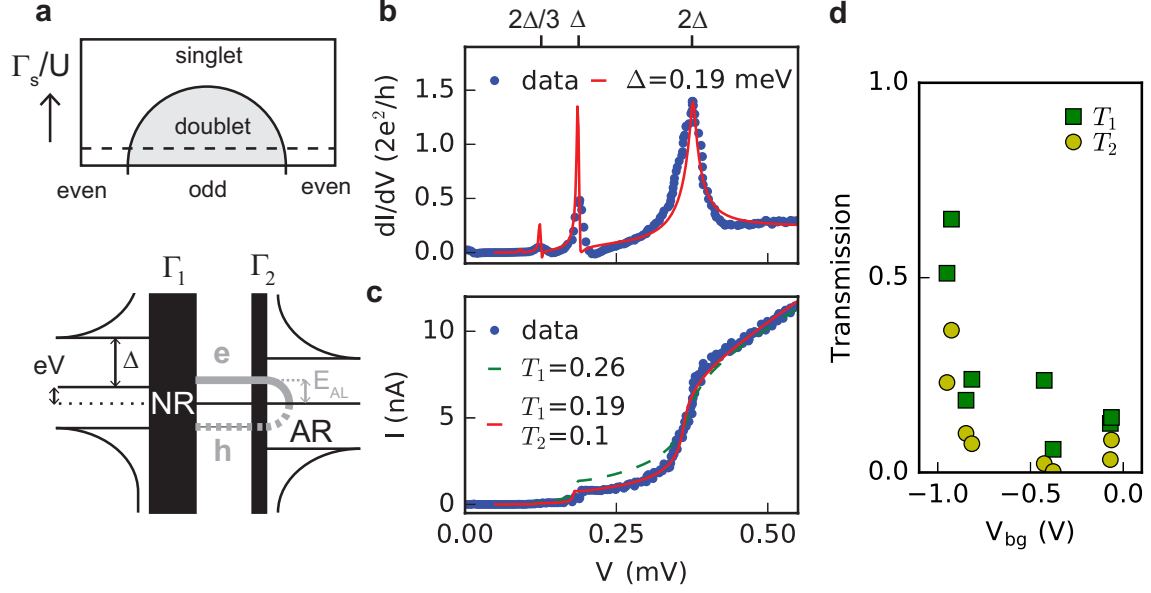 a
Γs/U
singlet
doublet
even
odd
even
Γ1
Γ2
eV
Δ
e
E_AL
NR
AR
h
b
2Δ/3
Δ
2Δ
data
Δ=0.19 meV
dI/dV (2e²/h)
1.5
1.0
0.5
0.0
c
data
T₁=0.26
T₁=0.19
T₂=0.1
I (nA)
10
5
0
0.00
0.25
0.50
V (mV)
d
T₁
T₂
Transmission
1.0
0.5
0.0
−1.0
−0.5
0.0
V_bg (V)